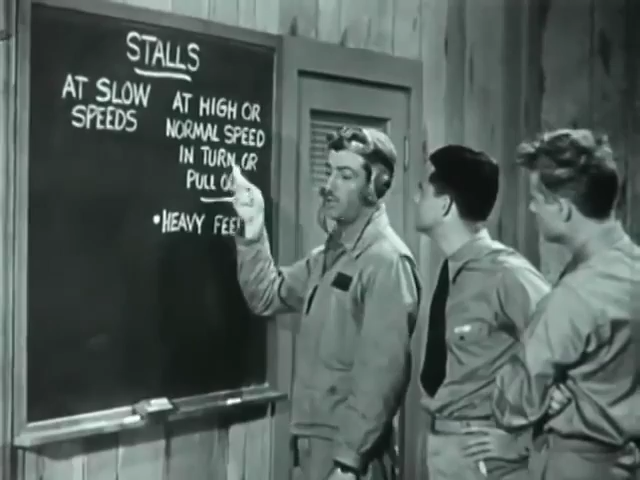 STALLS
AT SLOW
SPEEDS
AT HIGH OR
NORMAL SPEED
IN TURN OR
PULL
•HEAVY